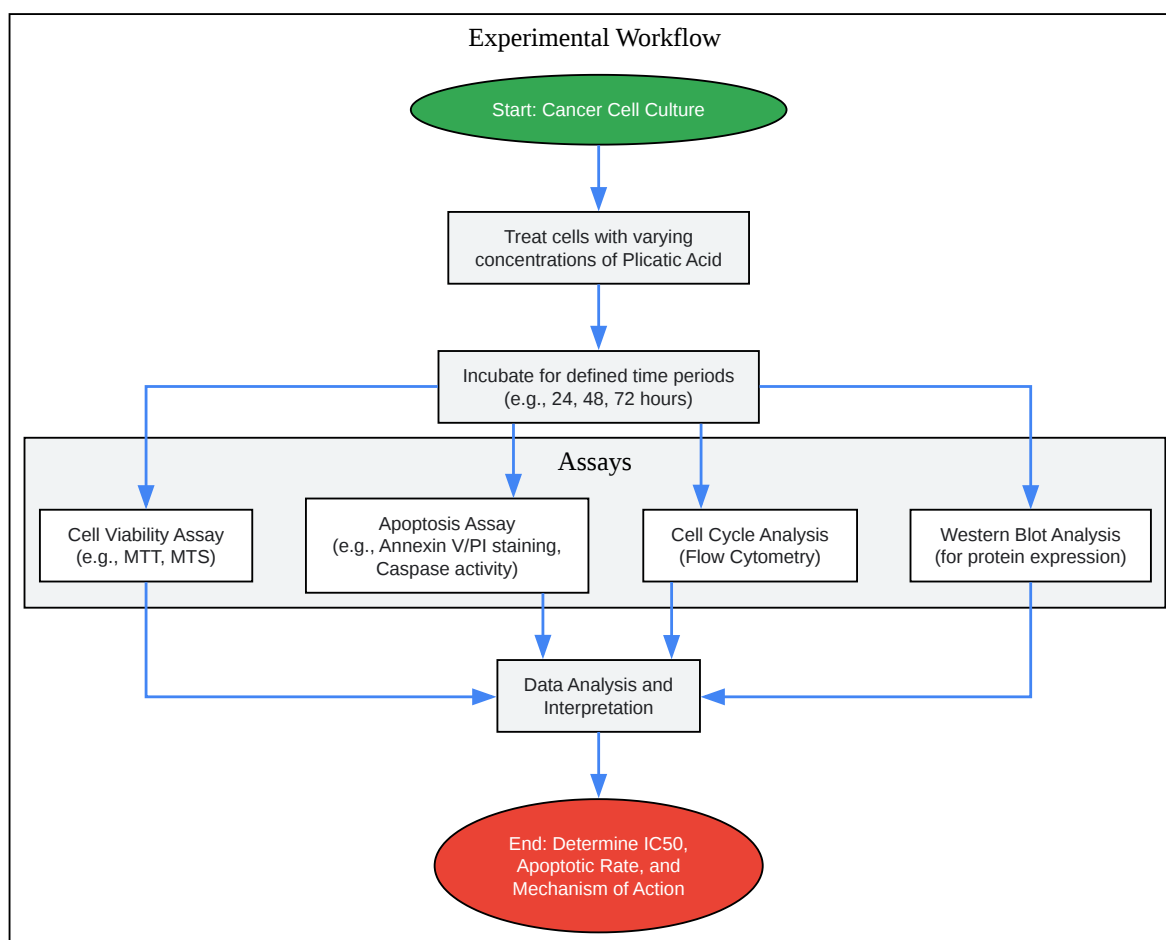 Experimental Workflow
Start: Cancer Cell Culture
Treat cells with varying
concentrations of Plicatic Acid
Incubate for defined time periods
(e.g., 24, 48, 72 hours)
Assays
Cell Viability Assay
(e.g., MTT, MTS)
Apoptosis Assay
(e.g., Annexin V/PI staining,
Caspase activity)
Cell Cycle Analysis
(Flow Cytometry)
Western Blot Analysis
(for protein expression)
Data Analysis and
Interpretation
End: Determine IC50,
Apoptotic Rate, and
Mechanism of Action